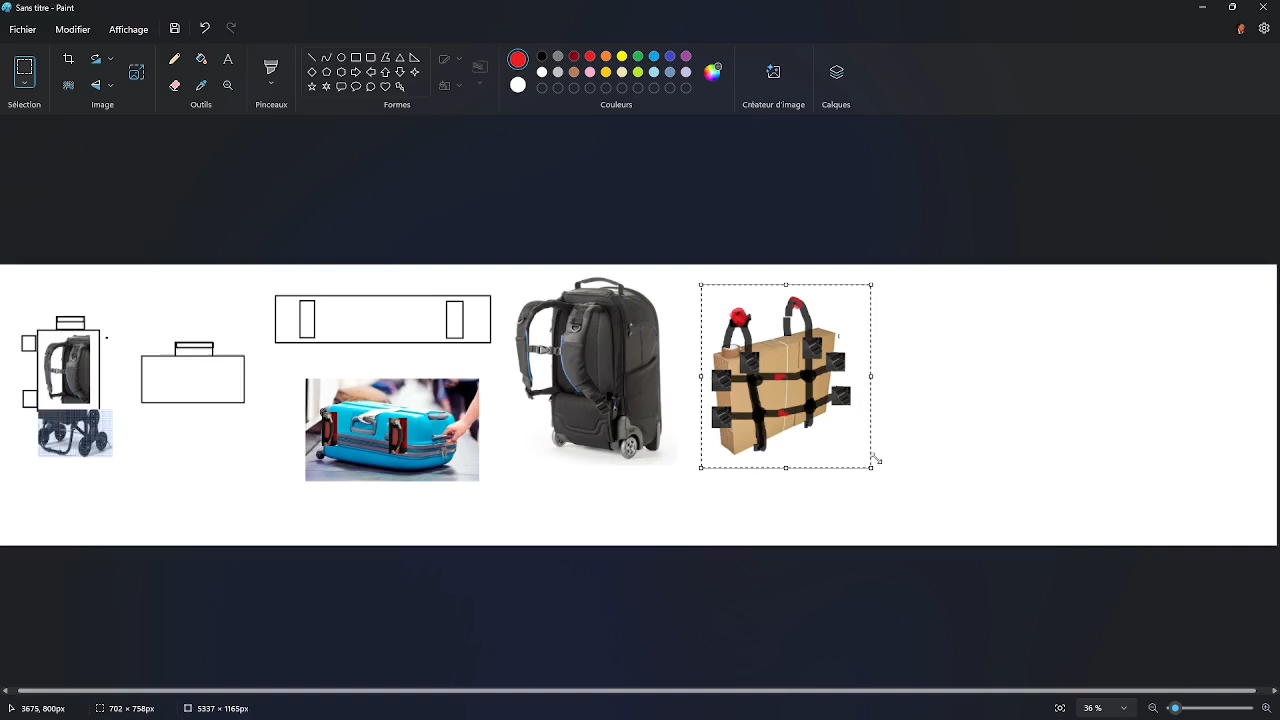 Sans titre - Paint
Fichier Modifier Affichage
Sélection Image Outils Pinceaux Formes Couleurs Créateur d'image Calques
3675, 800px 702 × 758px 5337 × 1165px 36 %